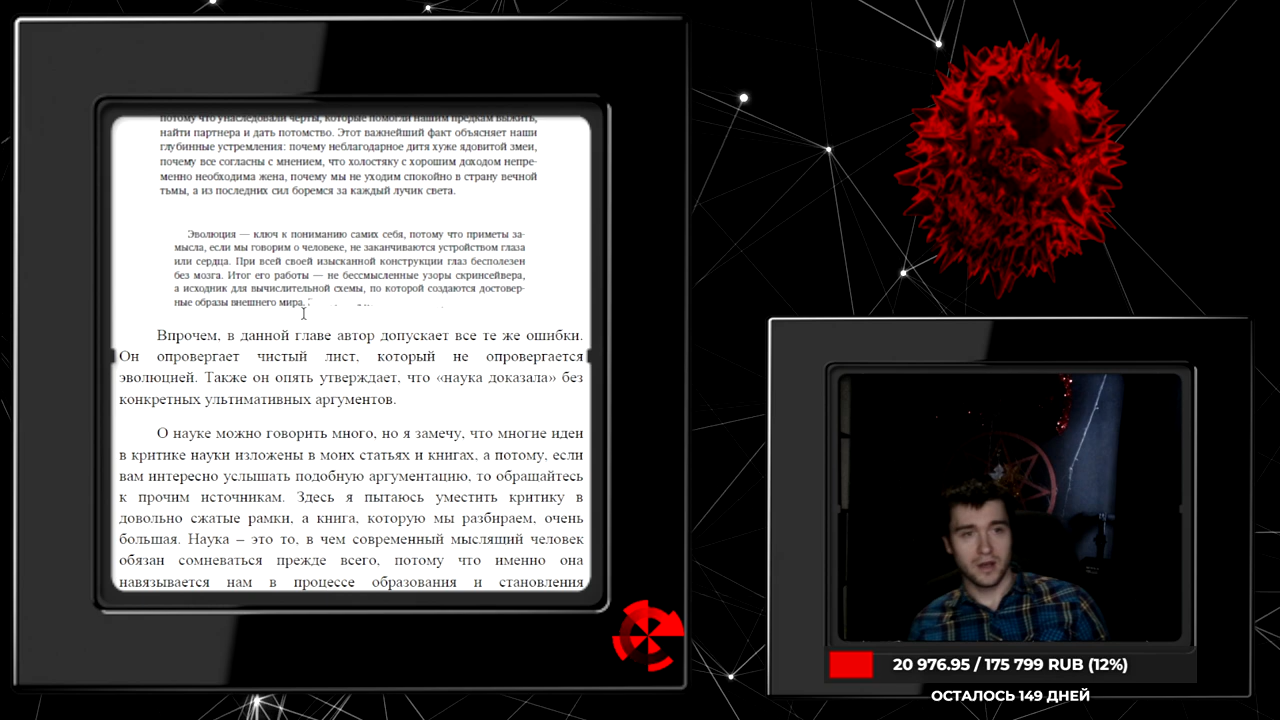 потому что унаследовали черты, которые помогли нашим предкам выжить,
найти партнера и дать потомство. Этот важнейший факт объясняет наши
глубинные устремления: почему неблагодарное дитя хуже ядовитой змеи,
почему все согласны с мнением, что холостяку с хорошим доходом непре-
менно необходима жена, почему мы не уходим спокойно в страну вечной
тьмы, а из последних сил боремся за каждый лучик света.
Эволюция — ключ к пониманию самих себя, потому что приметы за-
мысла, если мы говорим о человеке, не заканчиваются устройством глаза
или сердца. При всей своей изысканной конструкции глаз бесполезен
без мозга. Итог его работы — не бессмысленные узоры скринсейвера,
а исходник для вычислительной схемы, по которой создаются достовер-
ные образы внешнего мира.
Впрочем, в данной главе автор допускает все те же ошибки.
Он опровергает чистый лист, который не опровергается
эволюцией. Также он опять утверждает, что «наука доказала» без
конкретных ультимативных аргументов.
О науке можно говорить много, но я замечу, что многие идеи
в критике науки изложены в моих статьях и книгах, а потому, если
вам интересно услышать подобную аргументацию, то обращайтесь
к прочим источникам. Здесь я пытаюсь уместить критику в
довольно сжатые рамки, а книга, которую мы разбираем, очень
большая. Наука – это то, в чем современный мыслящий человек
обязан сомневаться прежде всего, потому что именно она
навязывается нам в процессе образования и становления
20 976.95 / 175 799 RUB (12%)
ОСТАЛОСЬ 149 ДНЕЙ